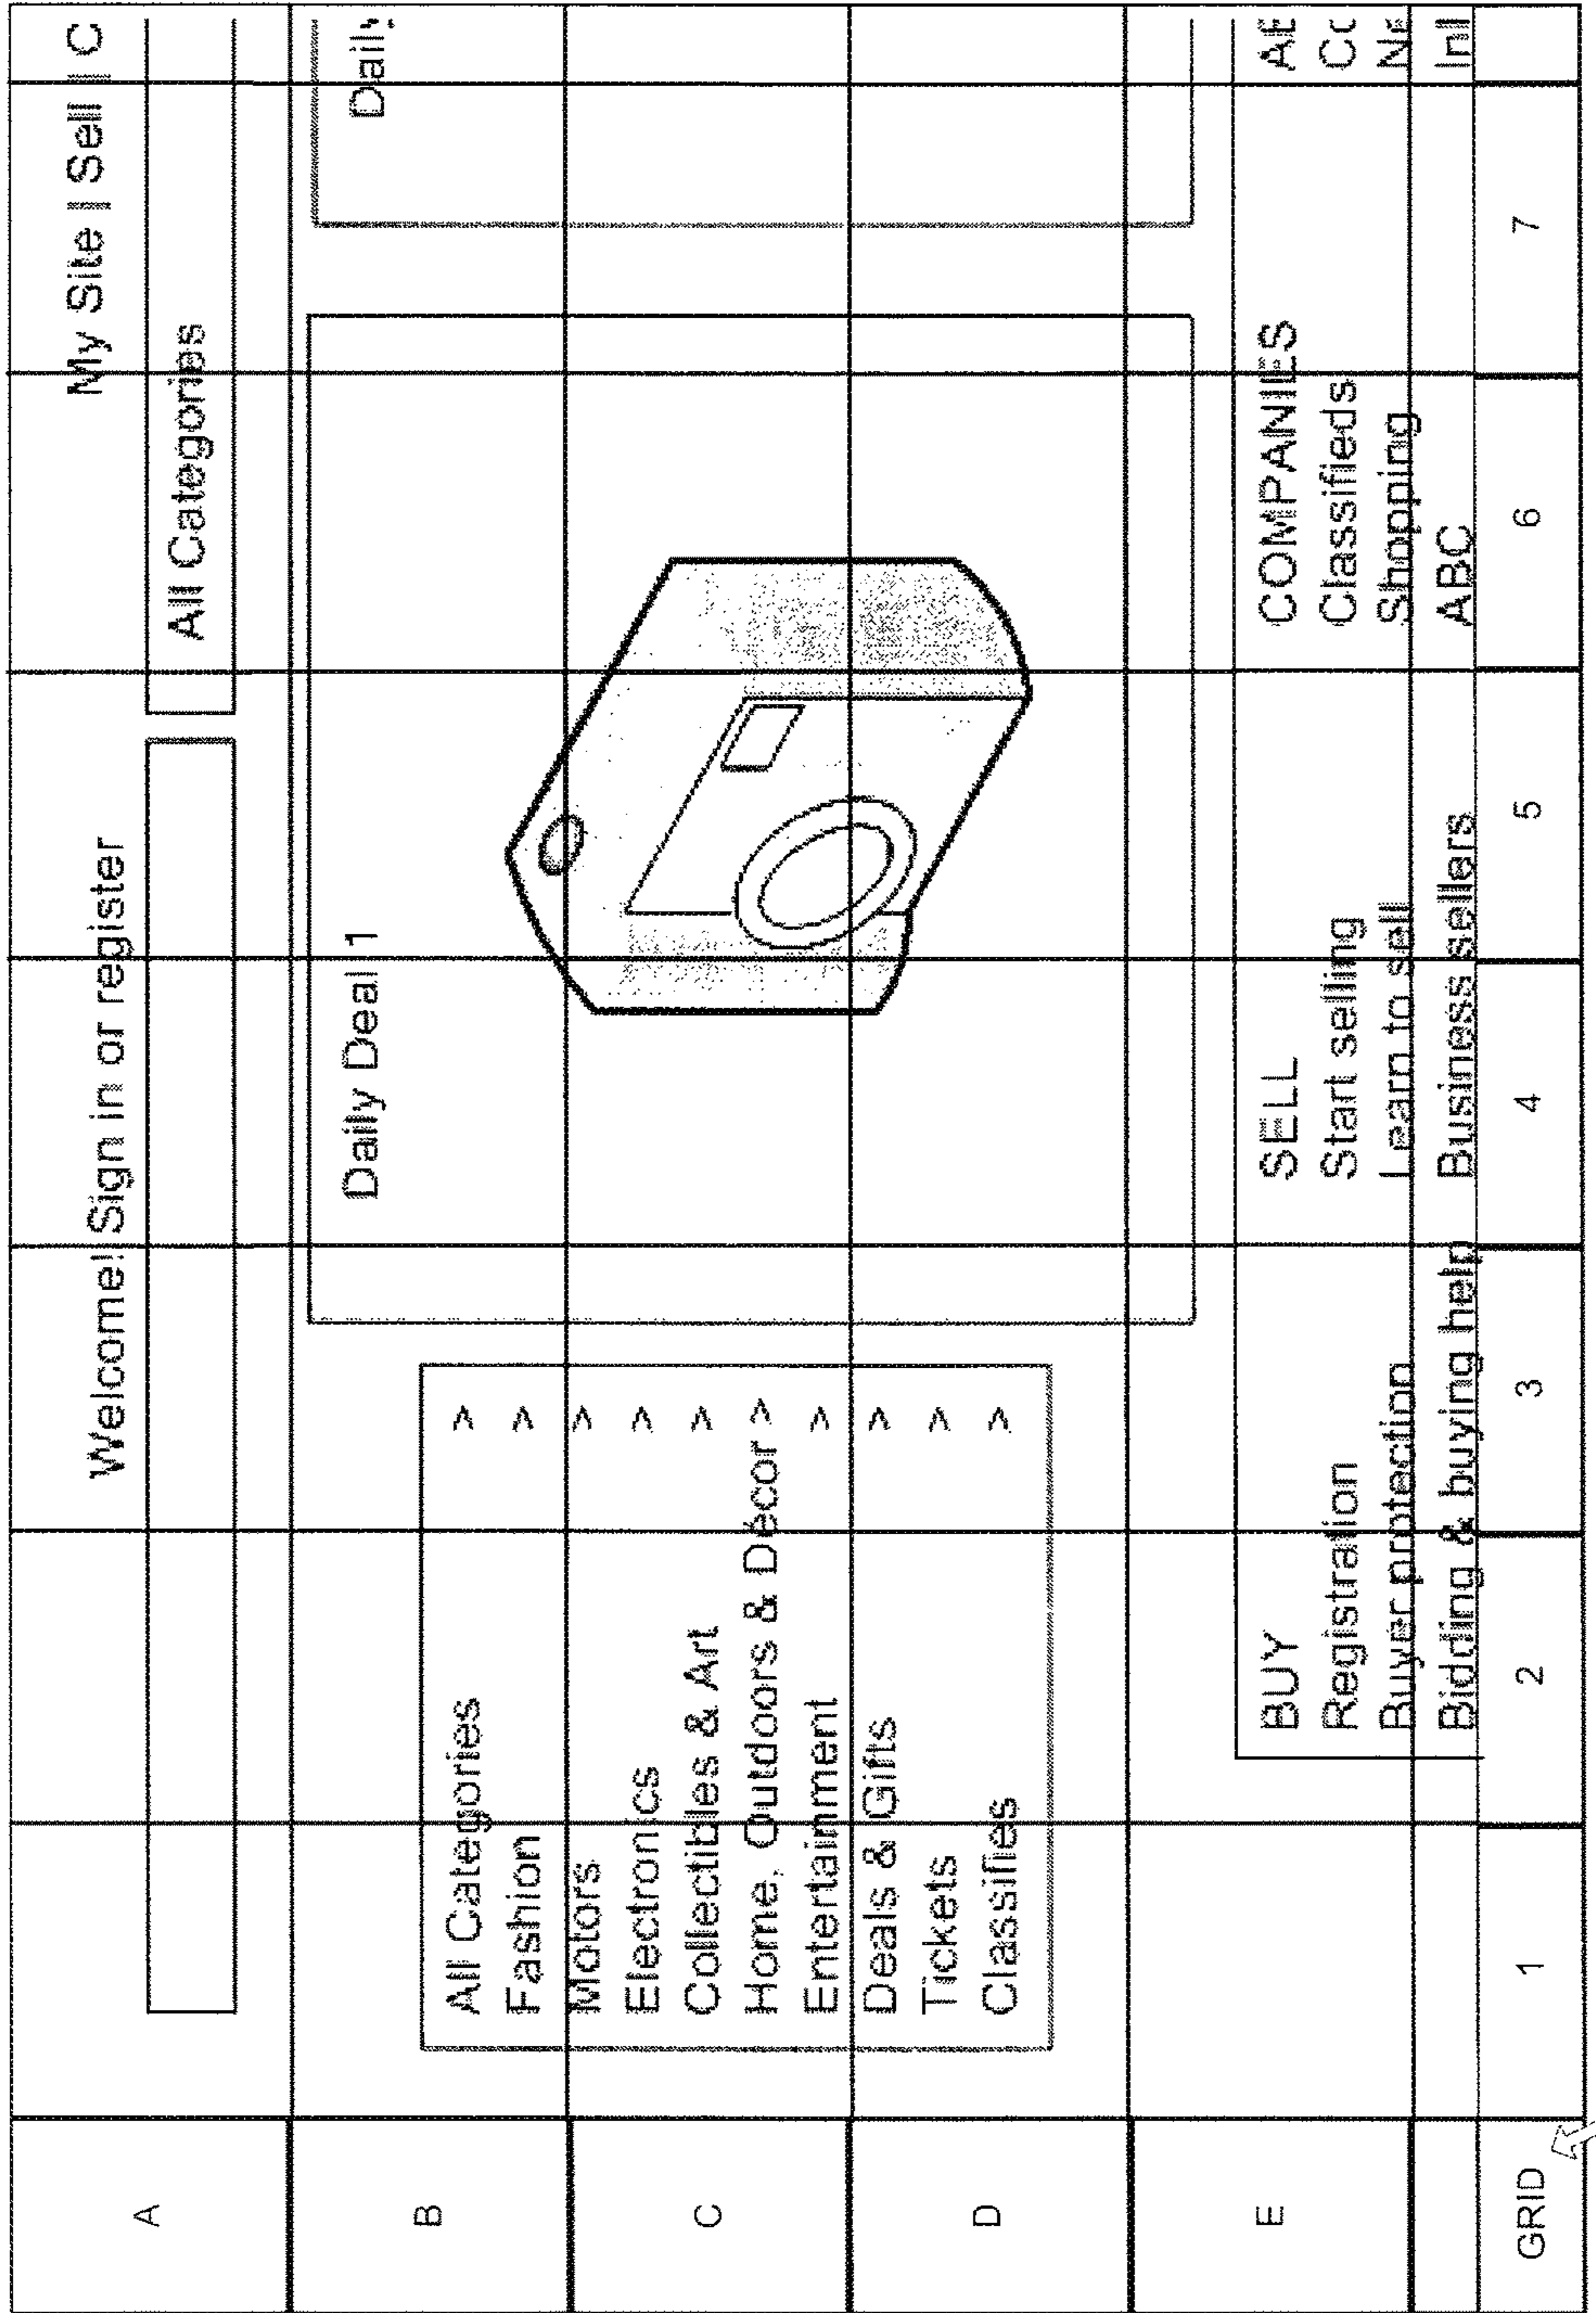 My Site | Sell | C
Welcome! Sign in or register
A
All Categories
Daily Deal 1
Daily
B
All Categories >
Fashion >
Motors >
Electronics >
C
Collectibles & Art >
Home, Outdoors & Décor >
Entertainment >
Deals & Gifts >
Tickets >
D
Classifies >
E
BUY
Registration
Buyer protection
Bidding & buying help
SELL
Start selling
Learn to sell
Business sellers
COMPANIES
Classifieds
Shopping
ABC
GRID 1 2 3 4 5 6 7